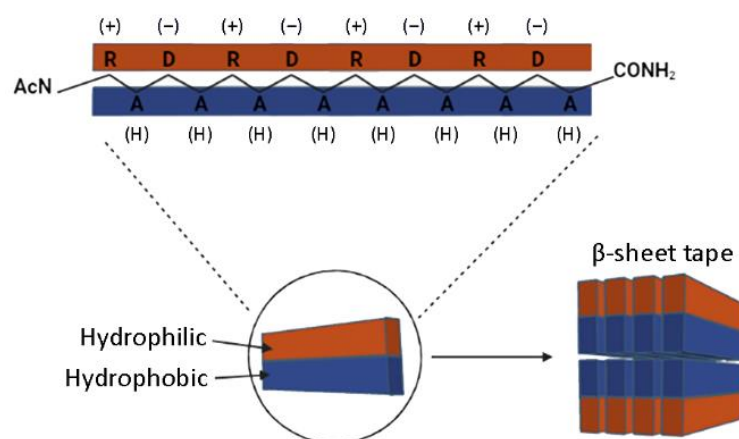 (+) (–) (+) (–) (+) (–) (+) (–)
R D R D R D R D
AcN CONH₂
A A A A A A A A
(H) (H) (H) (H) (H) (H) (H) (H)
β-sheet tape
Hydrophilic
Hydrophobic